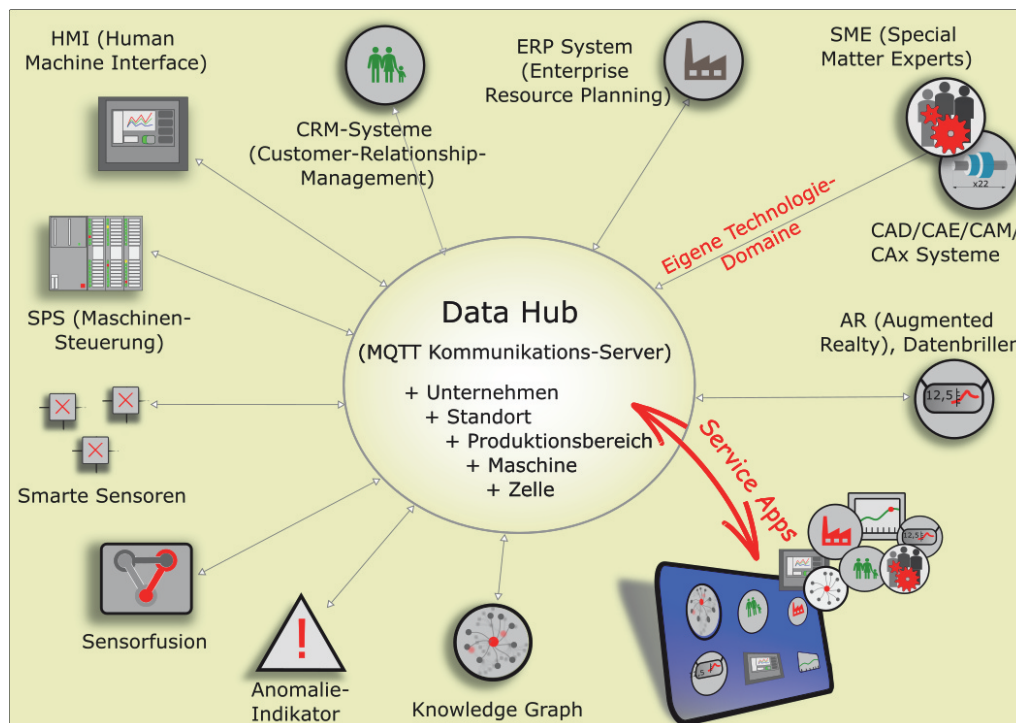 HMI (Human
Machine Interface)
CRM-Systeme
(Customer-Relationship-
Management)
ERP System
(Enterprise
Resource Planning)
SME (Special
Matter Experts)
x22
CAD/CAE/CAM/
CAx Systeme
Eigene Technologie-
Domaine
SPS (Maschinen-
Steuerung)
Data Hub
(MQTT Kommunikations-Server)
+ Unternehmen
+ Standort
+ Produktionsbereich
+ Maschine
+ Zelle
AR (Augmented
Realty), Datenbrillen
12,5
Smarte Sensoren
Service Apps
12,5
Sensorfusion
!
Anomalie-
Indikator
Knowledge Graph